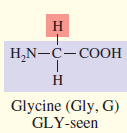 H
H₂N—C—COOH
H
Glycine (Gly, G)
GLY-seen